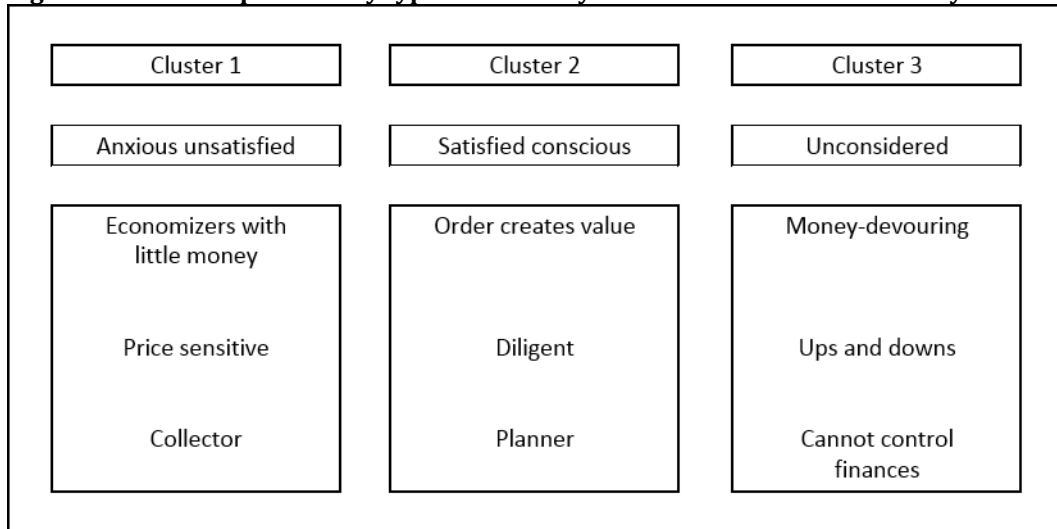 Cluster 1
Cluster 2
Cluster 3
Anxious unsatisfied
Satisfied conscious
Unconsidered
Economizers with
little money
Order creates value
Money-devouring
Price sensitive
Diligent
Ups and downs
Collector
Planner
Cannot control
finances